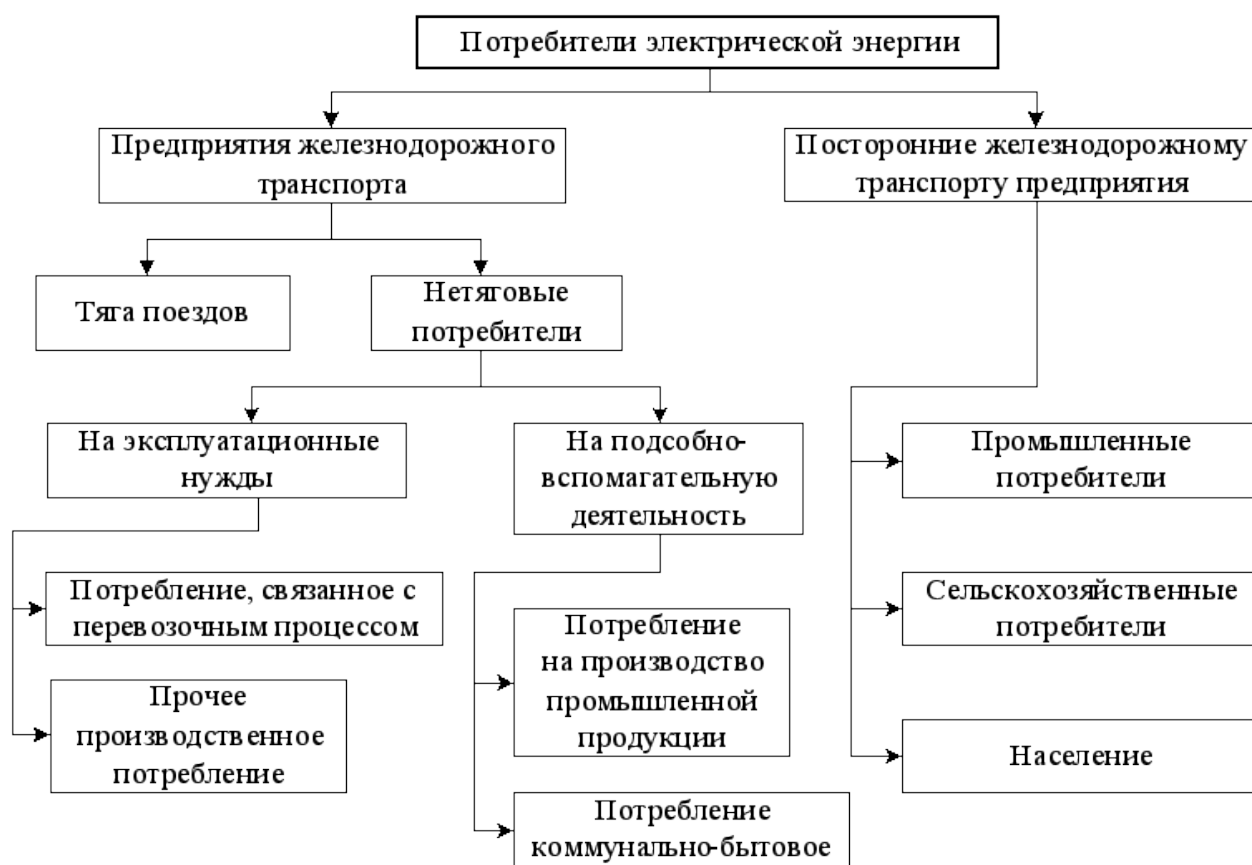 Потребители электрической энергии
Предприятия железнодорожного
транспорта
Посторонние железнодорожному
транспорту предприятия
Тяга поездов
Нетяговые
потребители
На эксплуатационные
нужды
На подсобно-
вспомагательную
деятельность
Промышленные
потребители
Потребление, связанное с
перевозочным процессом
Потребление
на производство
промышленной
продукции
Сельскохозяйственные
потребители
Прочее
производственное
потребление
Население
Потребление
коммунально-бытовое